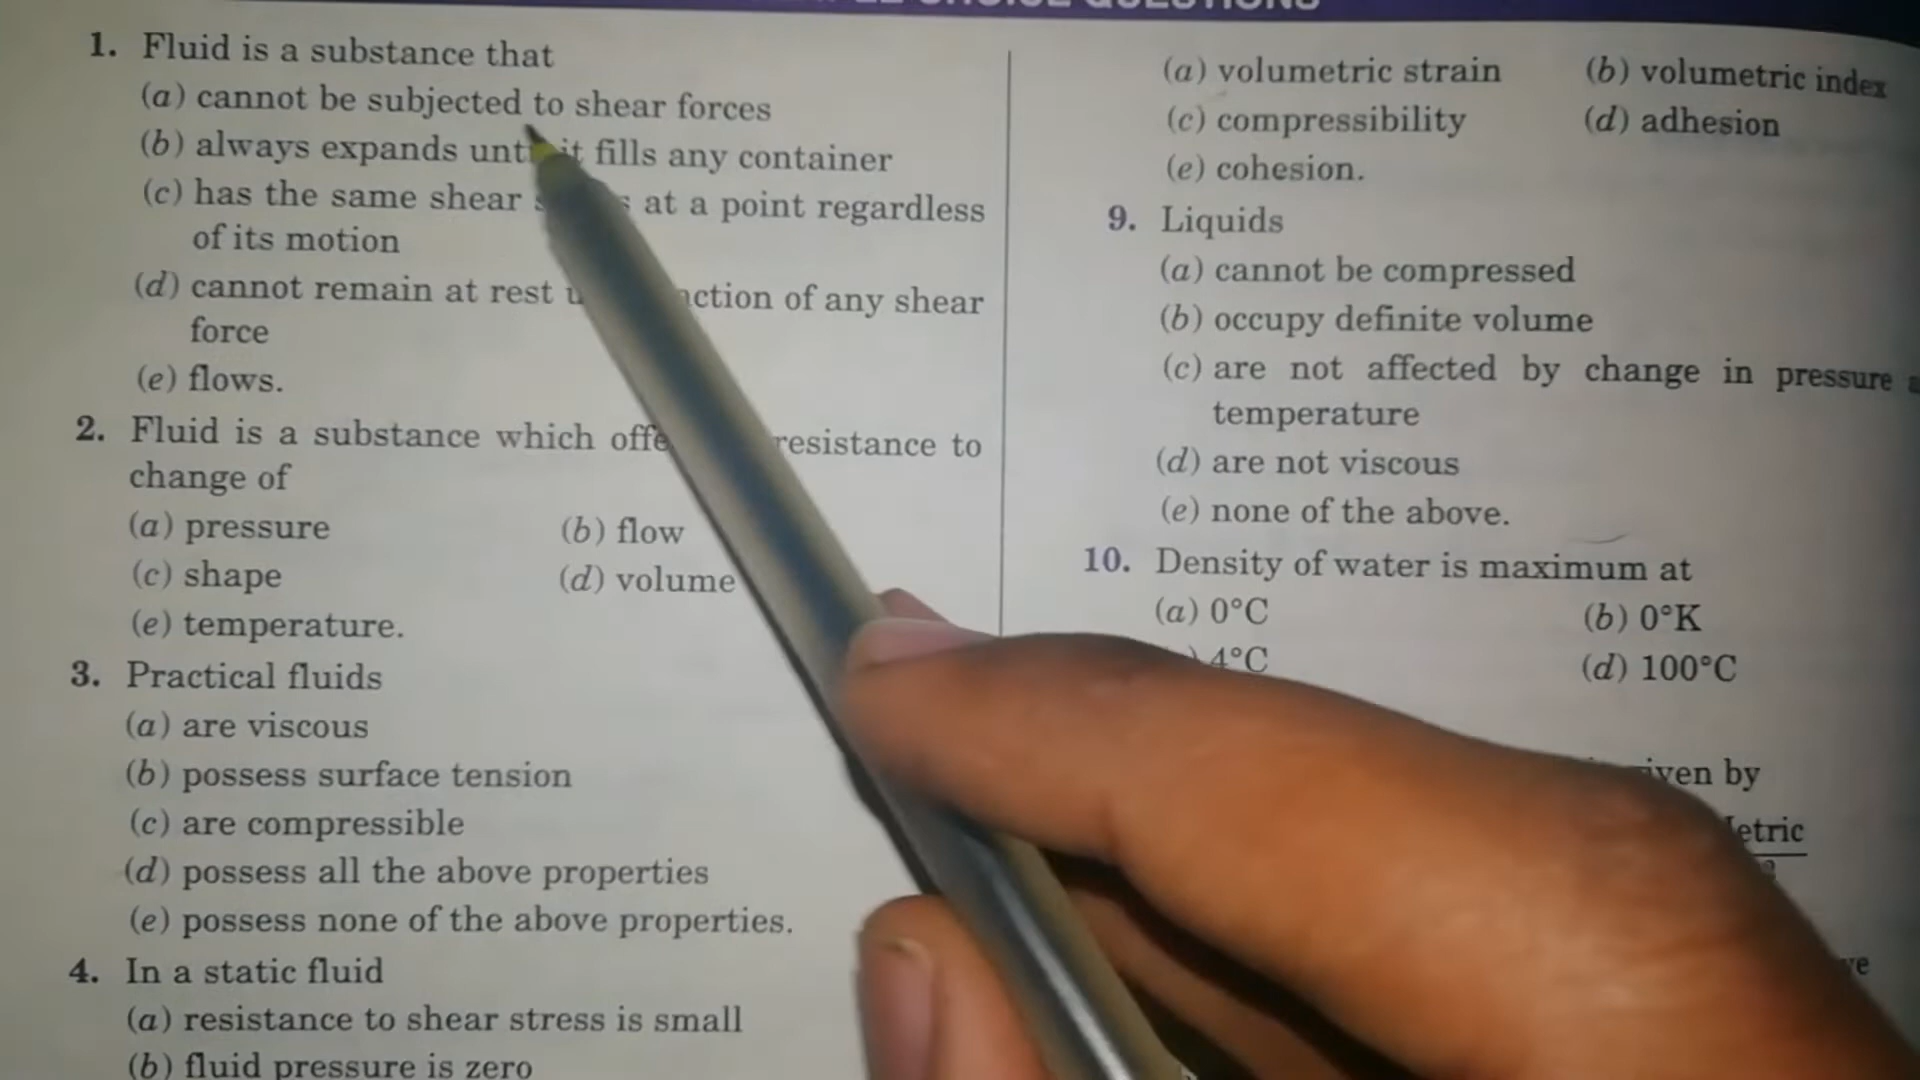 CHOICE QUESTIONS
1. Fluid is a substance that
(a) cannot be subjected to shear forces
(b) always expands until it fills any container
(c) has the same shear at a point regardless
of its motion
(d) cannot remain at rest action of any shear
force
(e) flows.
2. Fluid is a substance which resistance to
change of
(a) pressure (b) flow
(c) shape (d) volume
(e) temperature.
3. Practical fluids
(a) are viscous
(b) possess surface tension
(c) are compressible
(d) possess all the above properties
(e) possess none of the above properties.
4. In a static fluid
(a) resistance to shear stress is small
(b) fluid pressure is zero
(a) volumetric strain (b) volumetric index
(c) compressibility (d) adhesion
(e) cohesion.
9. Liquids
(a) cannot be compressed
(b) occupy definite volume
(c) are not affected by change in pressure
temperature
(d) are not viscous
(e) none of the above.
10. Density of water is maximum at
(a) 0°C (b) 0°K
4°C (d) 100°C
given by